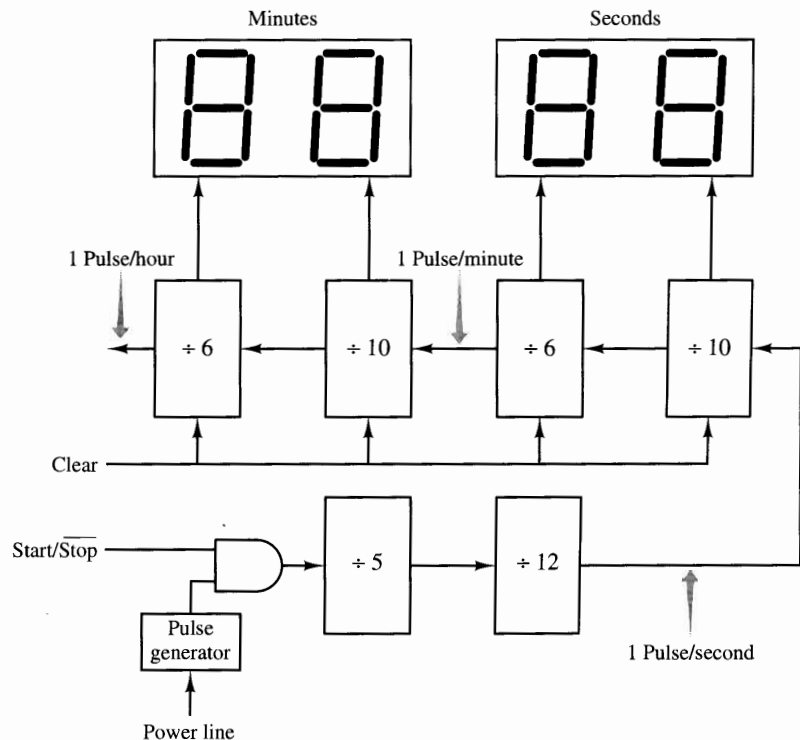 Minutes
Seconds
1 Pulse/hour
1 Pulse/minute
÷ 6
÷ 10
÷ 6
÷ 10
Clear
Start/Stop
÷ 5
÷ 12
Pulse
generator
1 Pulse/second
Power line